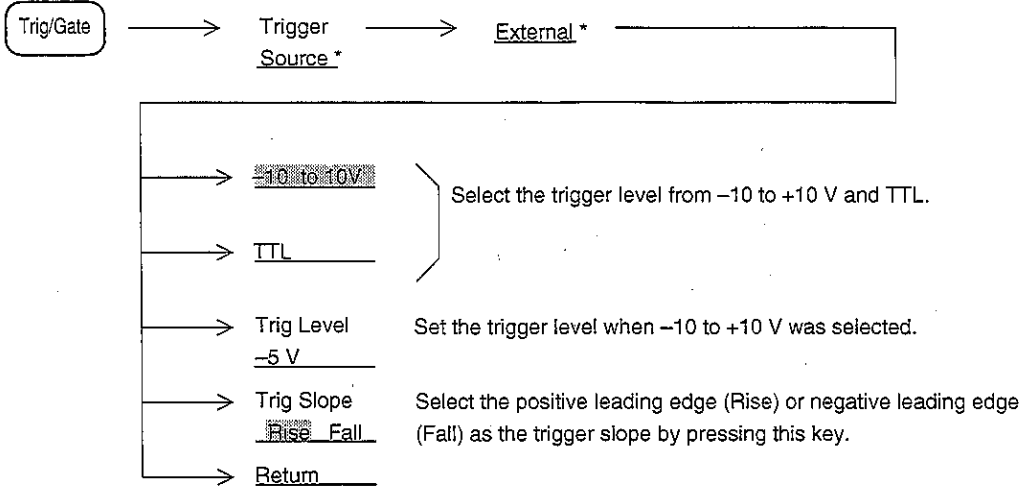 Trig/Gate
Trigger
Source *
External *
–10 to 10V
Select the trigger level from –10 to +10 V and TTL.
TTL
Trig Level
Set the trigger level when –10 to +10 V was selected.
–5 V
Trig Slope
Select the positive leading edge (Rise) or negative leading edge
Rise Fall
(Fall) as the trigger slope by pressing this key.
Return